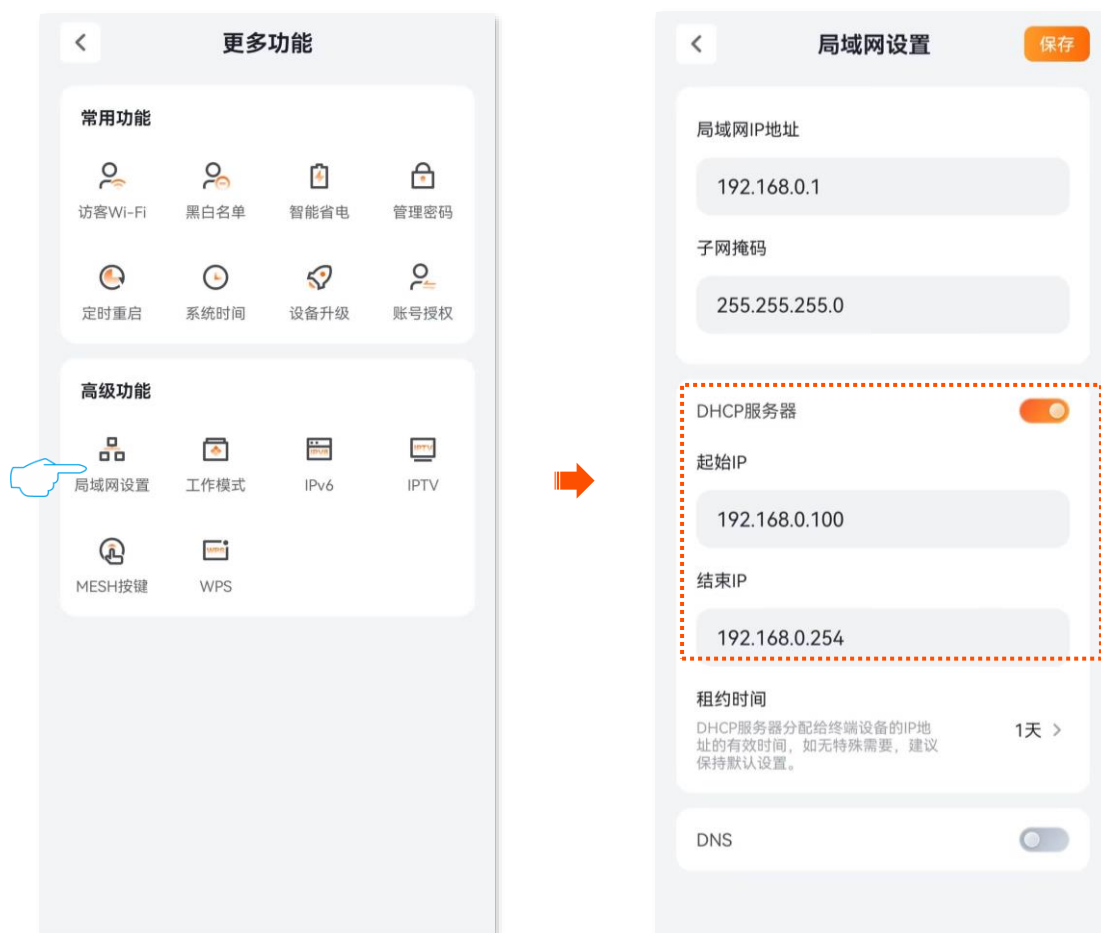 更多功能
常用功能
访客Wi-Fi
黑白名单
智能省电
管理密码
定时重启
系统时间
设备升级
账号授权
高级功能
局域网设置
工作模式
IPv6
IPTV
MESH按键
WPS
局域网设置
保存
局域网IP地址
192.168.0.1
子网掩码
255.255.255.0
DHCP服务器
起始IP
192.168.0.100
结束IP
192.168.0.254
租约时间
DHCP服务器分配给终端设备的IP地
址的有效时间，如无特殊需要，建议
保持默认设置。
1天
DNS